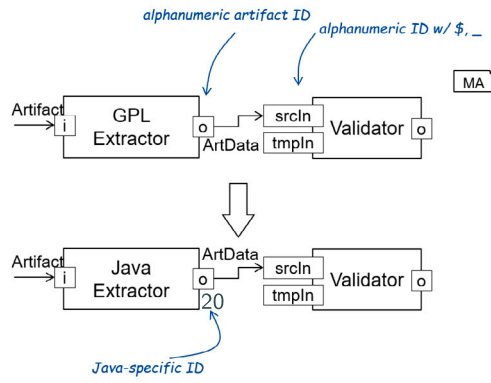 alphanumeric artifact ID
alphanumeric ID w/ $, _
MA
Artifact
i
GPL
Extractor
o
ArtData
srcIn
tmpIn
Validator
o
Artifact
i
Java
Extractor
o
20
ArtData
srcIn
tmpIn
Validator
o
Java-specific ID